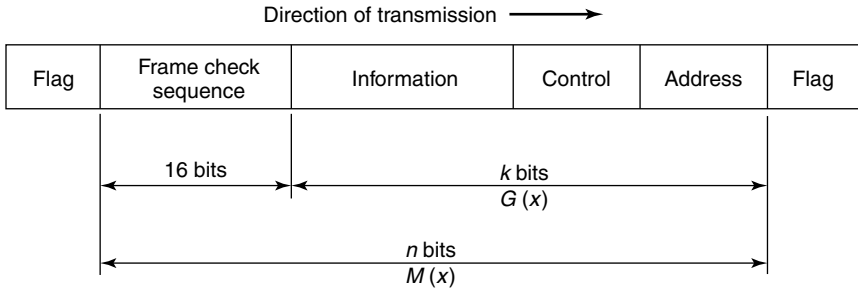 Direction of transmission
Flag
Frame check
sequence
Information
Control
Address
Flag
16 bits
k bits
G (x)
n bits
M (x)